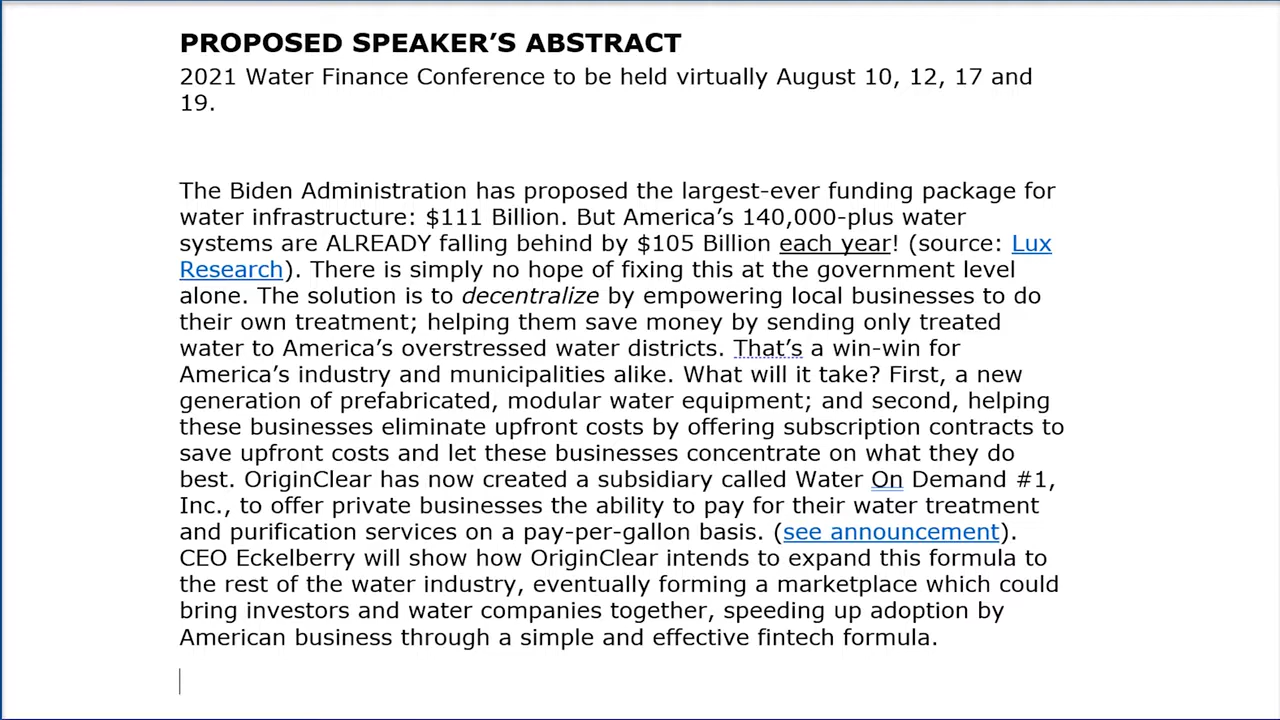 PROPOSED SPEAKER’S ABSTRACT
2021 Water Finance Conference to be held virtually August 10, 12, 17 and
19.
The Biden Administration has proposed the largest-ever funding package for
water infrastructure: $111 Billion. But America’s 140,000-plus water
systems are ALREADY falling behind by $105 Billion each year! (source: Lux
Research). There is simply no hope of fixing this at the government level
alone. The solution is to decentralize by empowering local businesses to do
their own treatment; helping them save money by sending only treated
water to America’s overstressed water districts. That’s a win-win for
America’s industry and municipalities alike. What will it take? First, a new
generation of prefabricated, modular water equipment; and second, helping
these businesses eliminate upfront costs by offering subscription contracts to
save upfront costs and let these businesses concentrate on what they do
best. OriginClear has now created a subsidiary called Water On Demand #1,
Inc., to offer private businesses the ability to pay for their water treatment
and purification services on a pay-per-gallon basis. (see announcement).
CEO Eckelberry will show how OriginClear intends to expand this formula to
the rest of the water industry, eventually forming a marketplace which could
bring investors and water companies together, speeding up adoption by
American business through a simple and effective fintech formula.